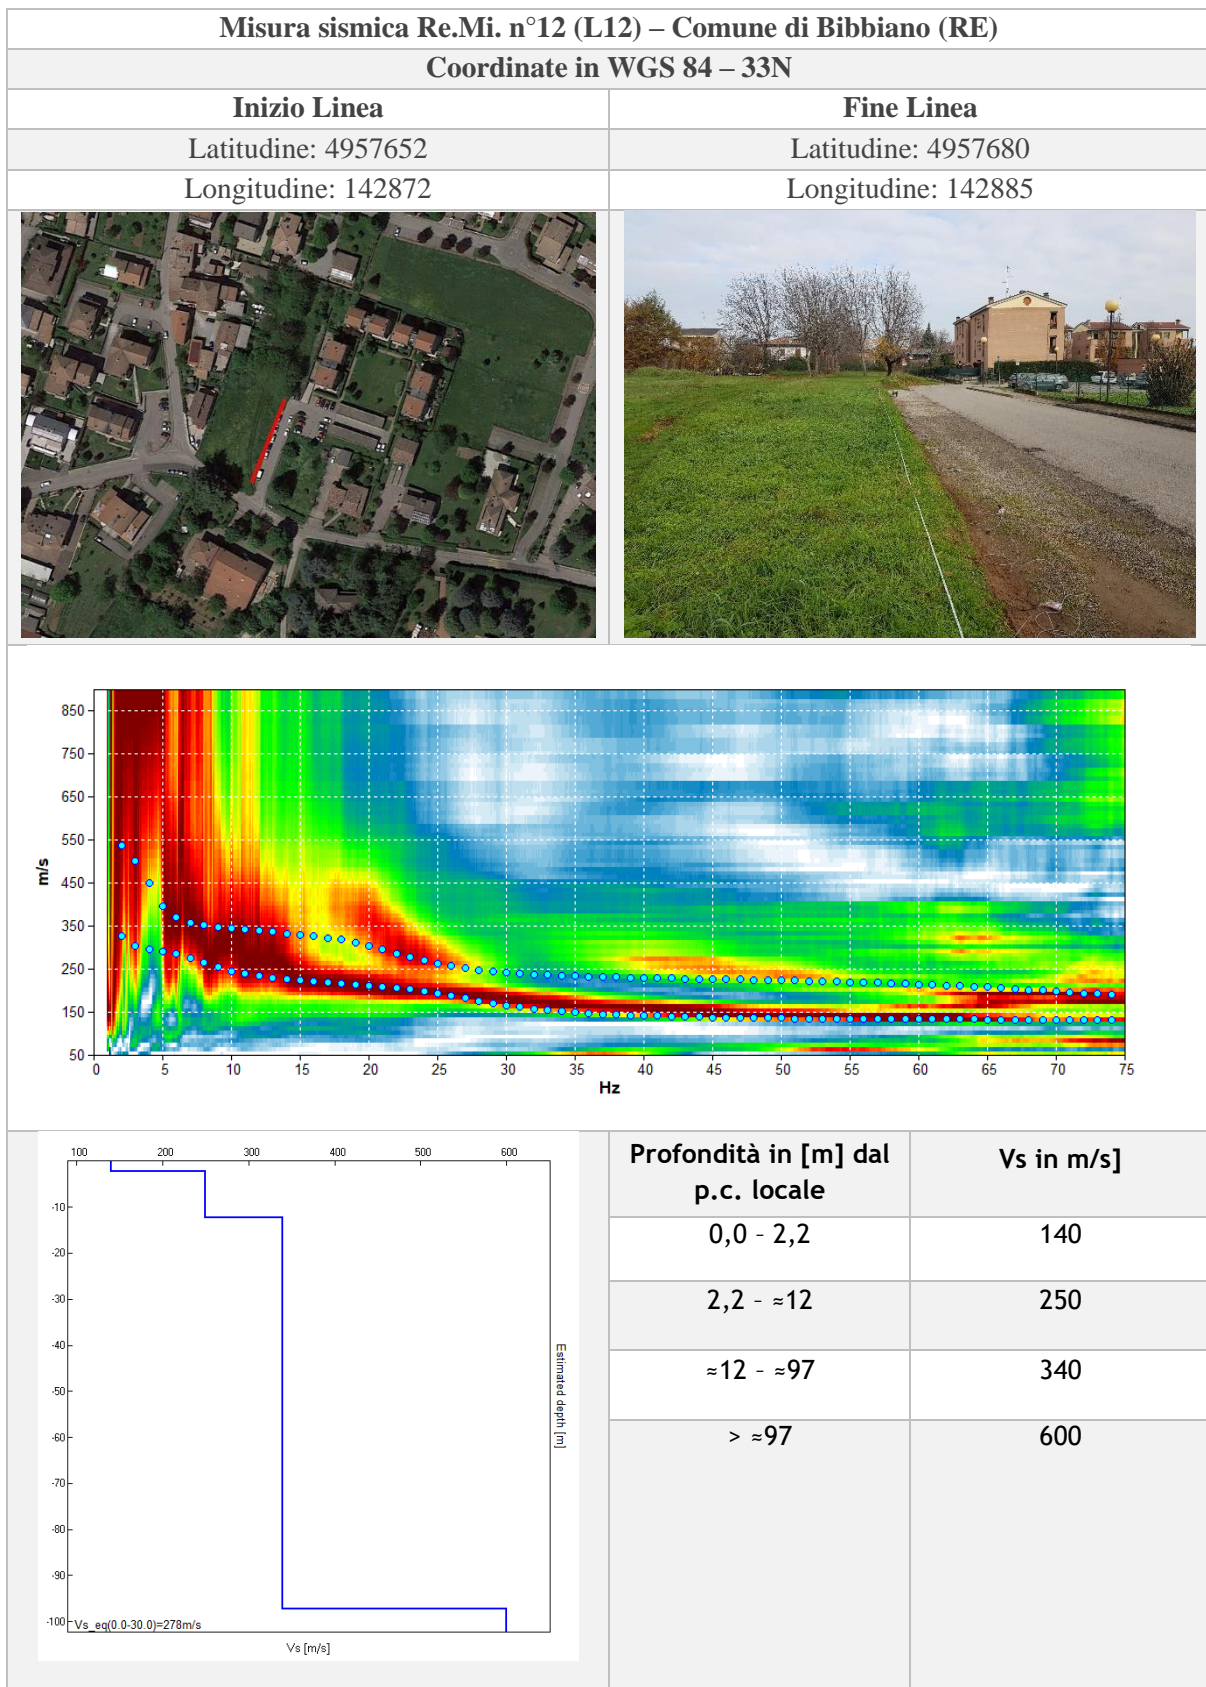 Misura sismica Re.Mi. n°12 (L12) – Comune di Bibbiano (RE)
Coordinate in WGS 84 – 33N
Inizio Linea
Fine Linea
Latitudine: 4957652
Latitudine: 4957680
Longitudine: 142872
Longitudine: 142885
850
750
650
550
450
350
250
150
50
m/s
0 5 10 15 20 25 30 35 40 45 50 55 60 65 70 75
Hz
100 200 300 400 500 600
-10
-20
-30
-40
-50
-60
-70
-80
-90
-100
Estimated depth [m]
Vs_eq(0.0-30.0)=278m/s
Vs [m/s]
Profondità in [m] dal
p.c. locale
Vs in m/s]
0,0 – 2,2
140
2,2 – ≈12
250
≈12 – ≈97
340
> ≈97
600